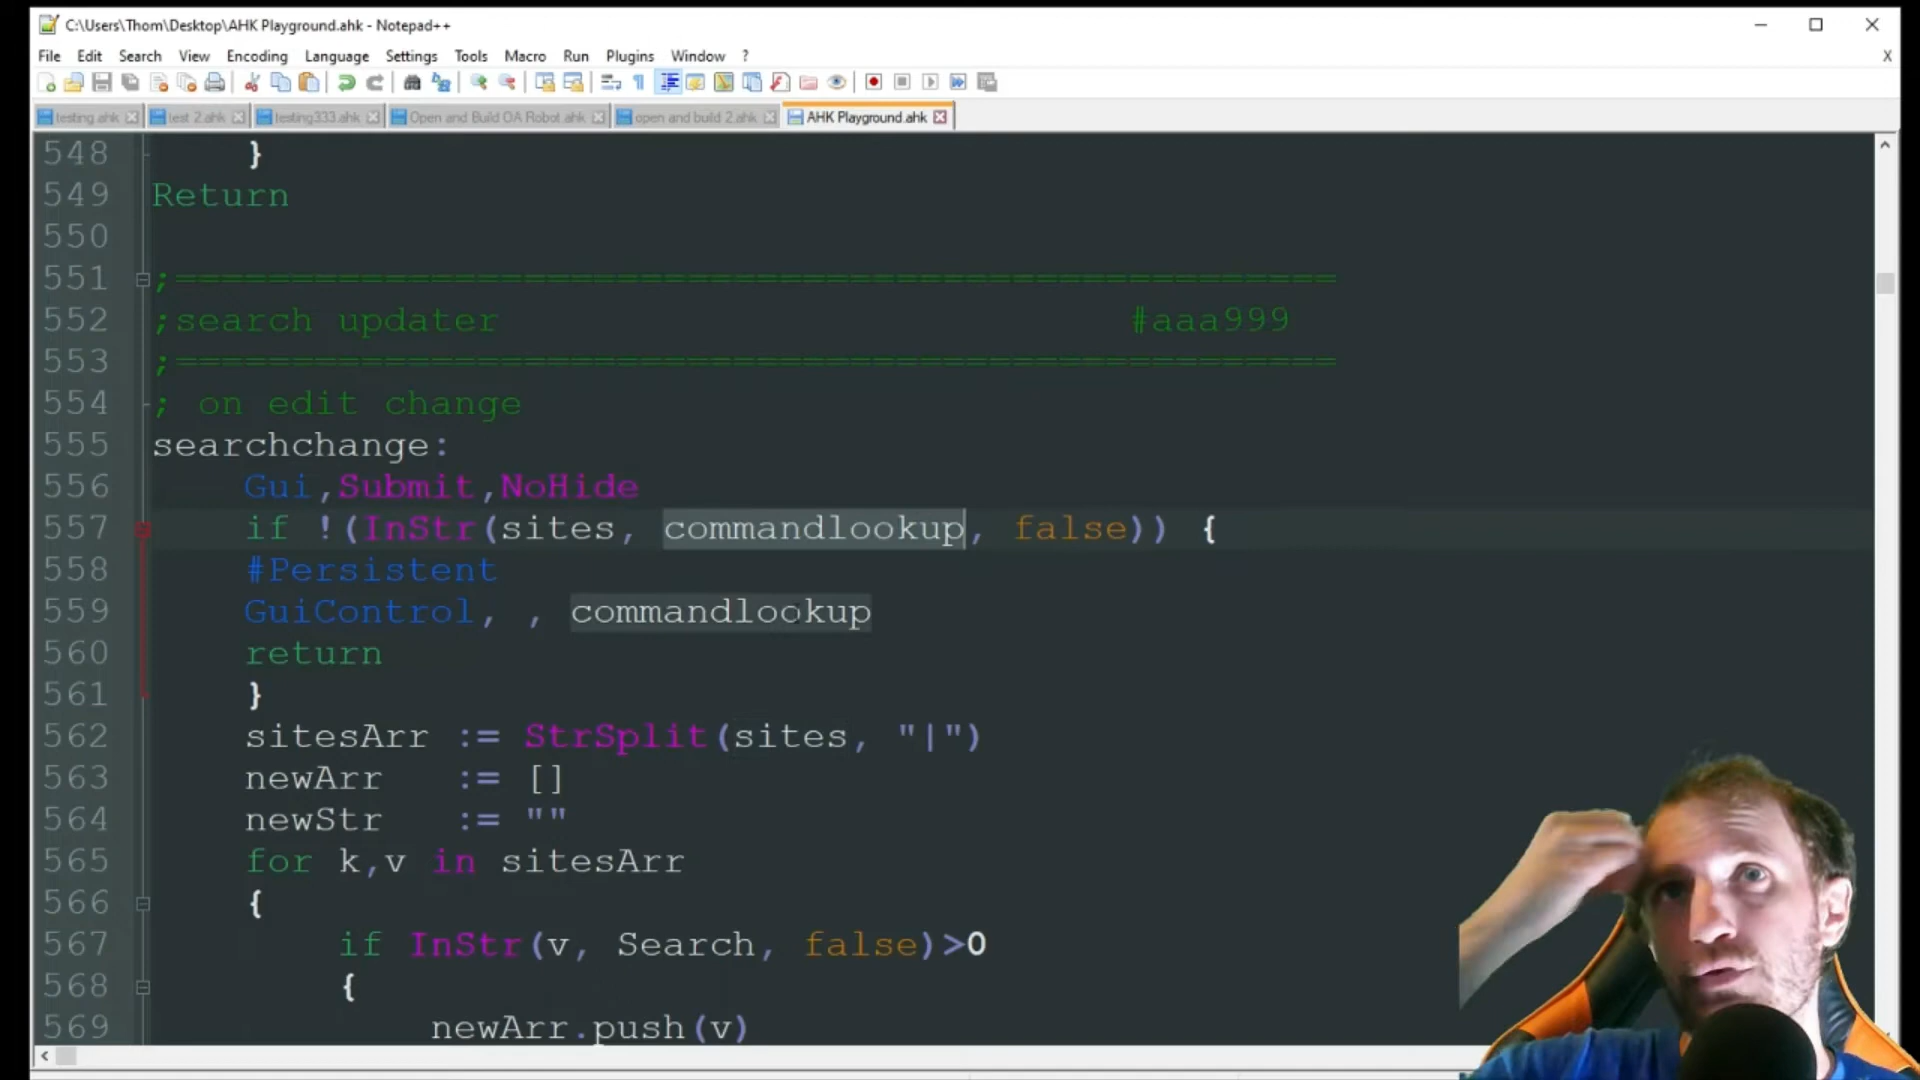 C:\Users\Thom\Desktop\AHK Playground.ahk - Notepad++
File Edit Search View Encoding Language Settings Tools Macro Run Plugins Window ?
X
testing.ahk test 2.ahk testing333.ahk Open and Build OA Robot.ahk open and build 2.ahk AHK Playground.ahk
548 }
549 Return
550
551 ;==================================================
552 ;search updater #aaa999
553 ;==================================================
554 ; on edit change
555 searchchange:
556 Gui,Submit,NoHide
557 if !(InStr(sites, commandlookup, false)) {
558 #Persistent
559 GuiControl, , commandlookup
560 return
561 }
562 sitesArr := StrSplit(sites, "|")
563 newArr := []
564 newStr := ""
565 for k,v in sitesArr
566 {
567 if InStr(v, Search, false)>0
568 {
569 newArr.push(v)